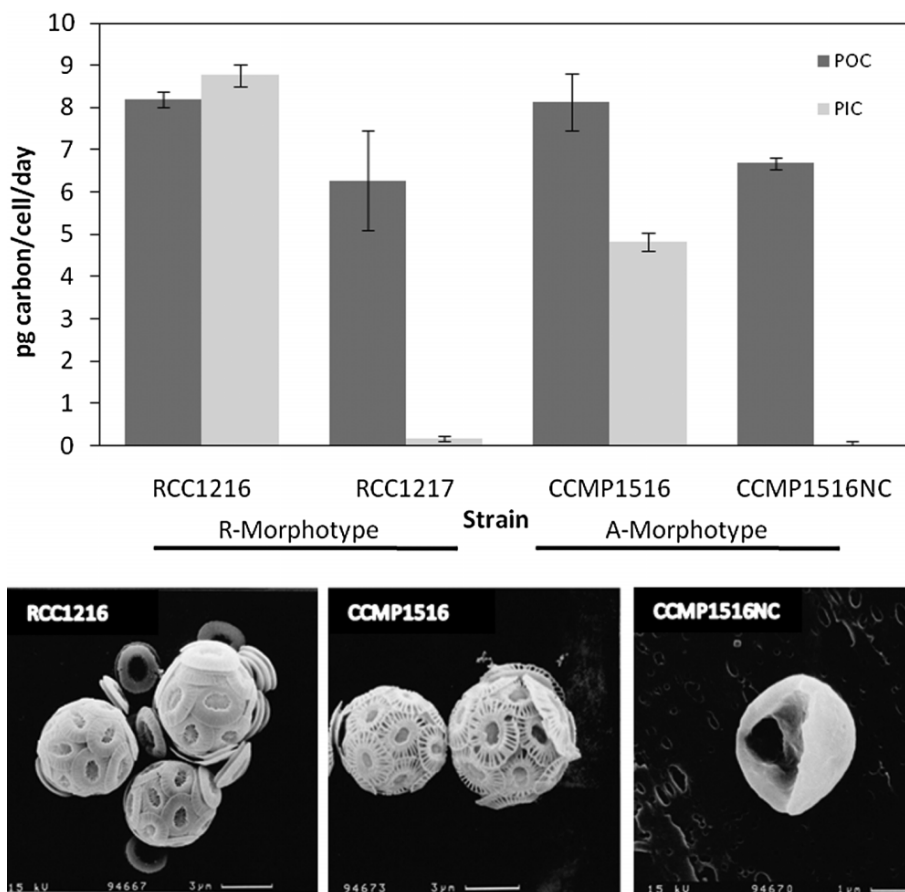 10
9
8
7
6
5
4
3
2
1
0
pg carbon/cell/day
POC
PIC
RCC1216 RCC1217 CCMP1516 CCMP1516NC
Strain
R-Morphotype A-Morphotype
RCC1216 CCMP1516 CCMP1516NC
15 kU 94667 3µm 94673 3µm 15 kU 94670 1µm